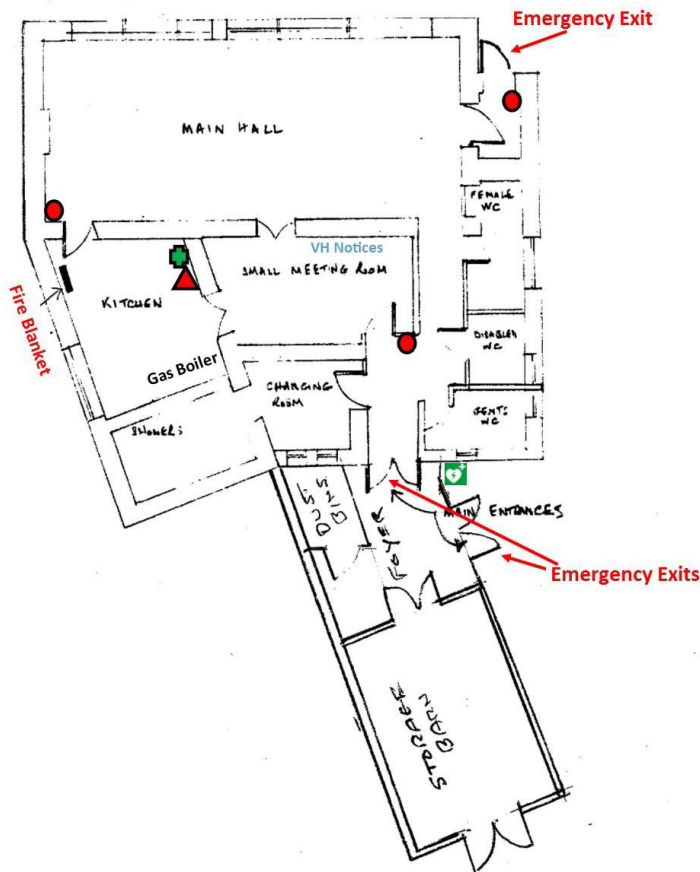 Emergency Exit
MAIN HALL
FEMALE
WC
VH Notices
SMALL MEETING ROOM
KITCHEN
Fire Blanket
DISABLED
WC
Gas Boiler
CHANGING
ROOM
GENTS
WC
SHOWERS
DUST
BINS
FOYER
MAIN ENTRANCES
Emergency Exits
STORAGE
BARN